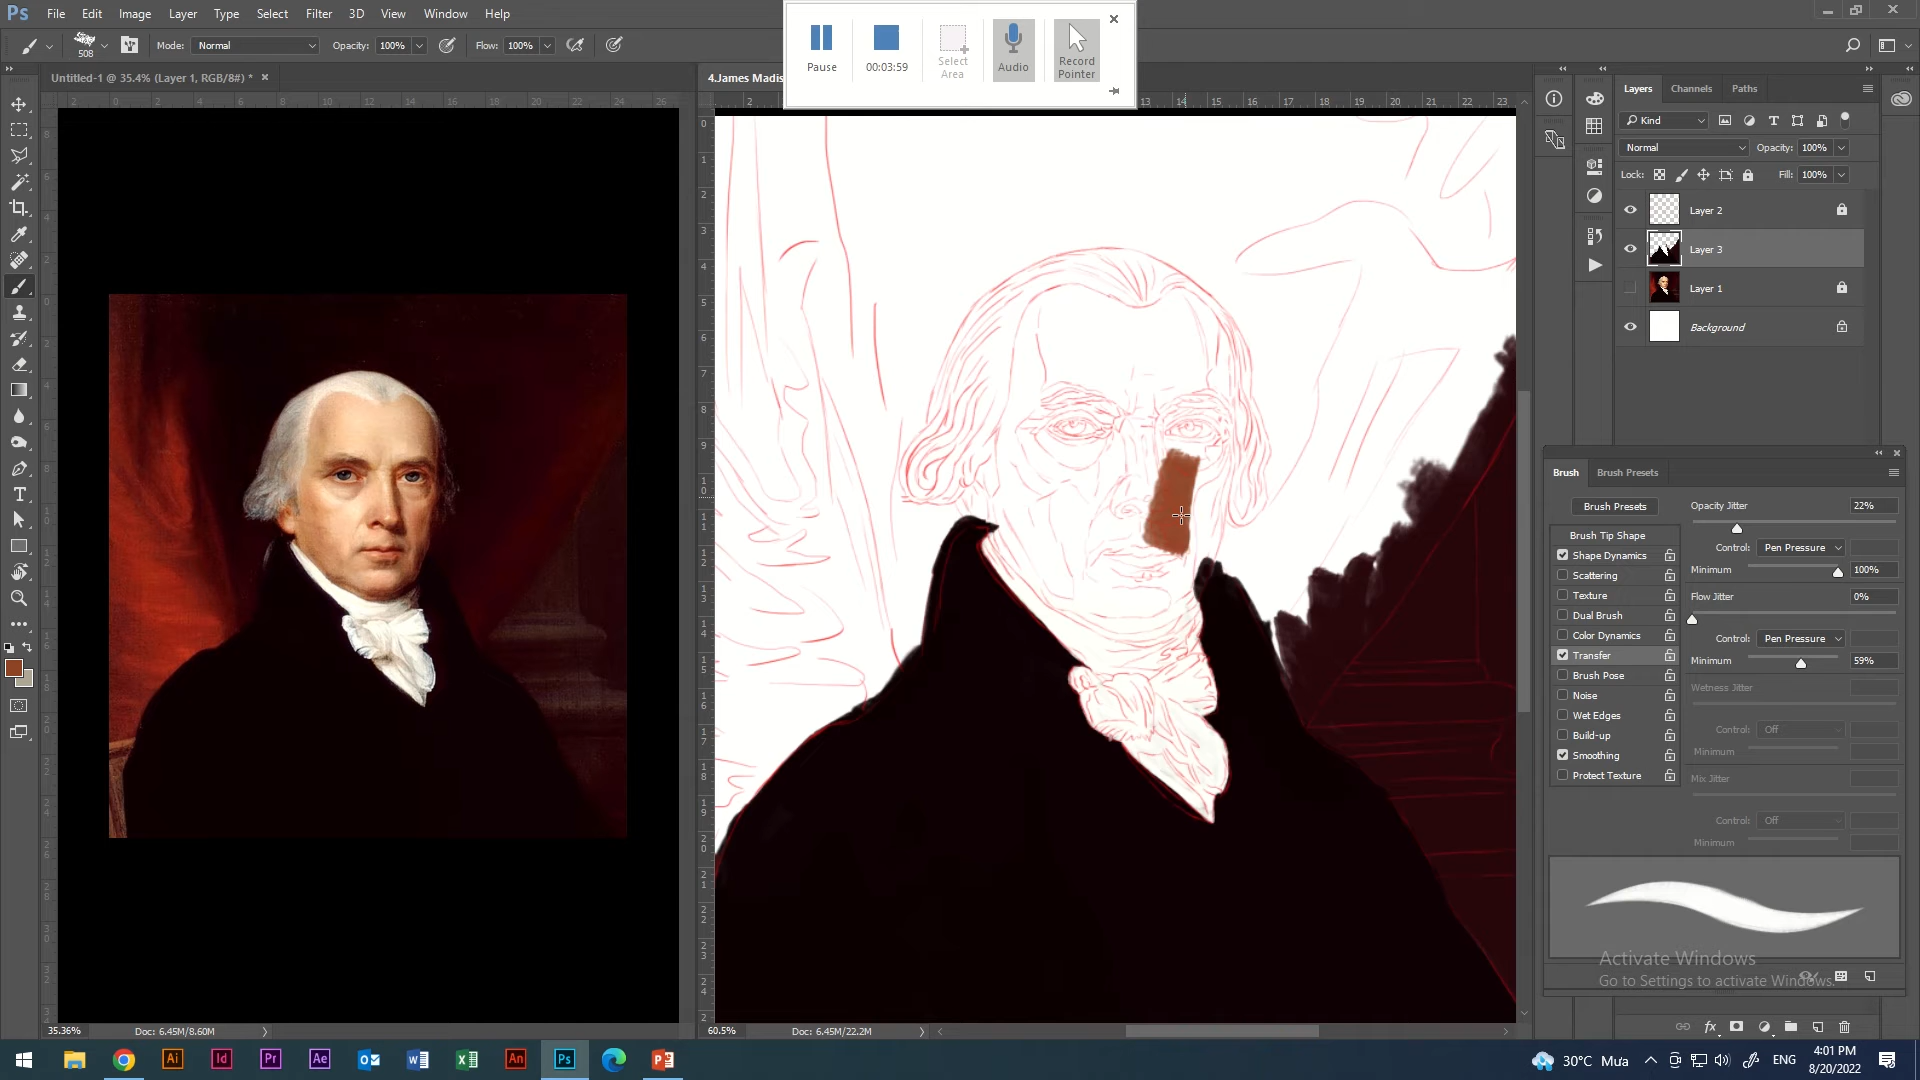 Ps File Edit Image Layer Type Select Filter 3D View Window Help
508 Mode: Normal Opacity: 100% Flow: 100%
Pause 00:03:59 Select Area Audio Record Pointer
Untitled-1 @ 35.4% (Layer 1, RGB/8#) * ×
4.James Madis
Layers Channels Paths
Kind
Normal Opacity: 100%
Lock: Fill: 100%
Layer 2
Layer 3
Layer 1
Background
Brush Brush Presets
Brush Presets
Brush Tip Shape
Shape Dynamics
Scattering
Texture
Dual Brush
Color Dynamics
Transfer
Brush Pose
Noise
Wet Edges
Build-up
Smoothing
Protect Texture
Opacity Jitter 22%
Control: Pen Pressure
Minimum 100%
Flow Jitter 0%
Control: Pen Pressure
Minimum 59%
Wetness Jitter
Control: Off
Minimum
Mix Jitter
Control: Off
Minimum
Activate Windows
Go to Settings to activate Windows.
35.36% Doc: 6.45M/8.60M
60.5% Doc: 6.45M/22.2M
Ai Id Pr Ae An Ps
30°C Mưa ENG 4:01 PM
8/20/2022